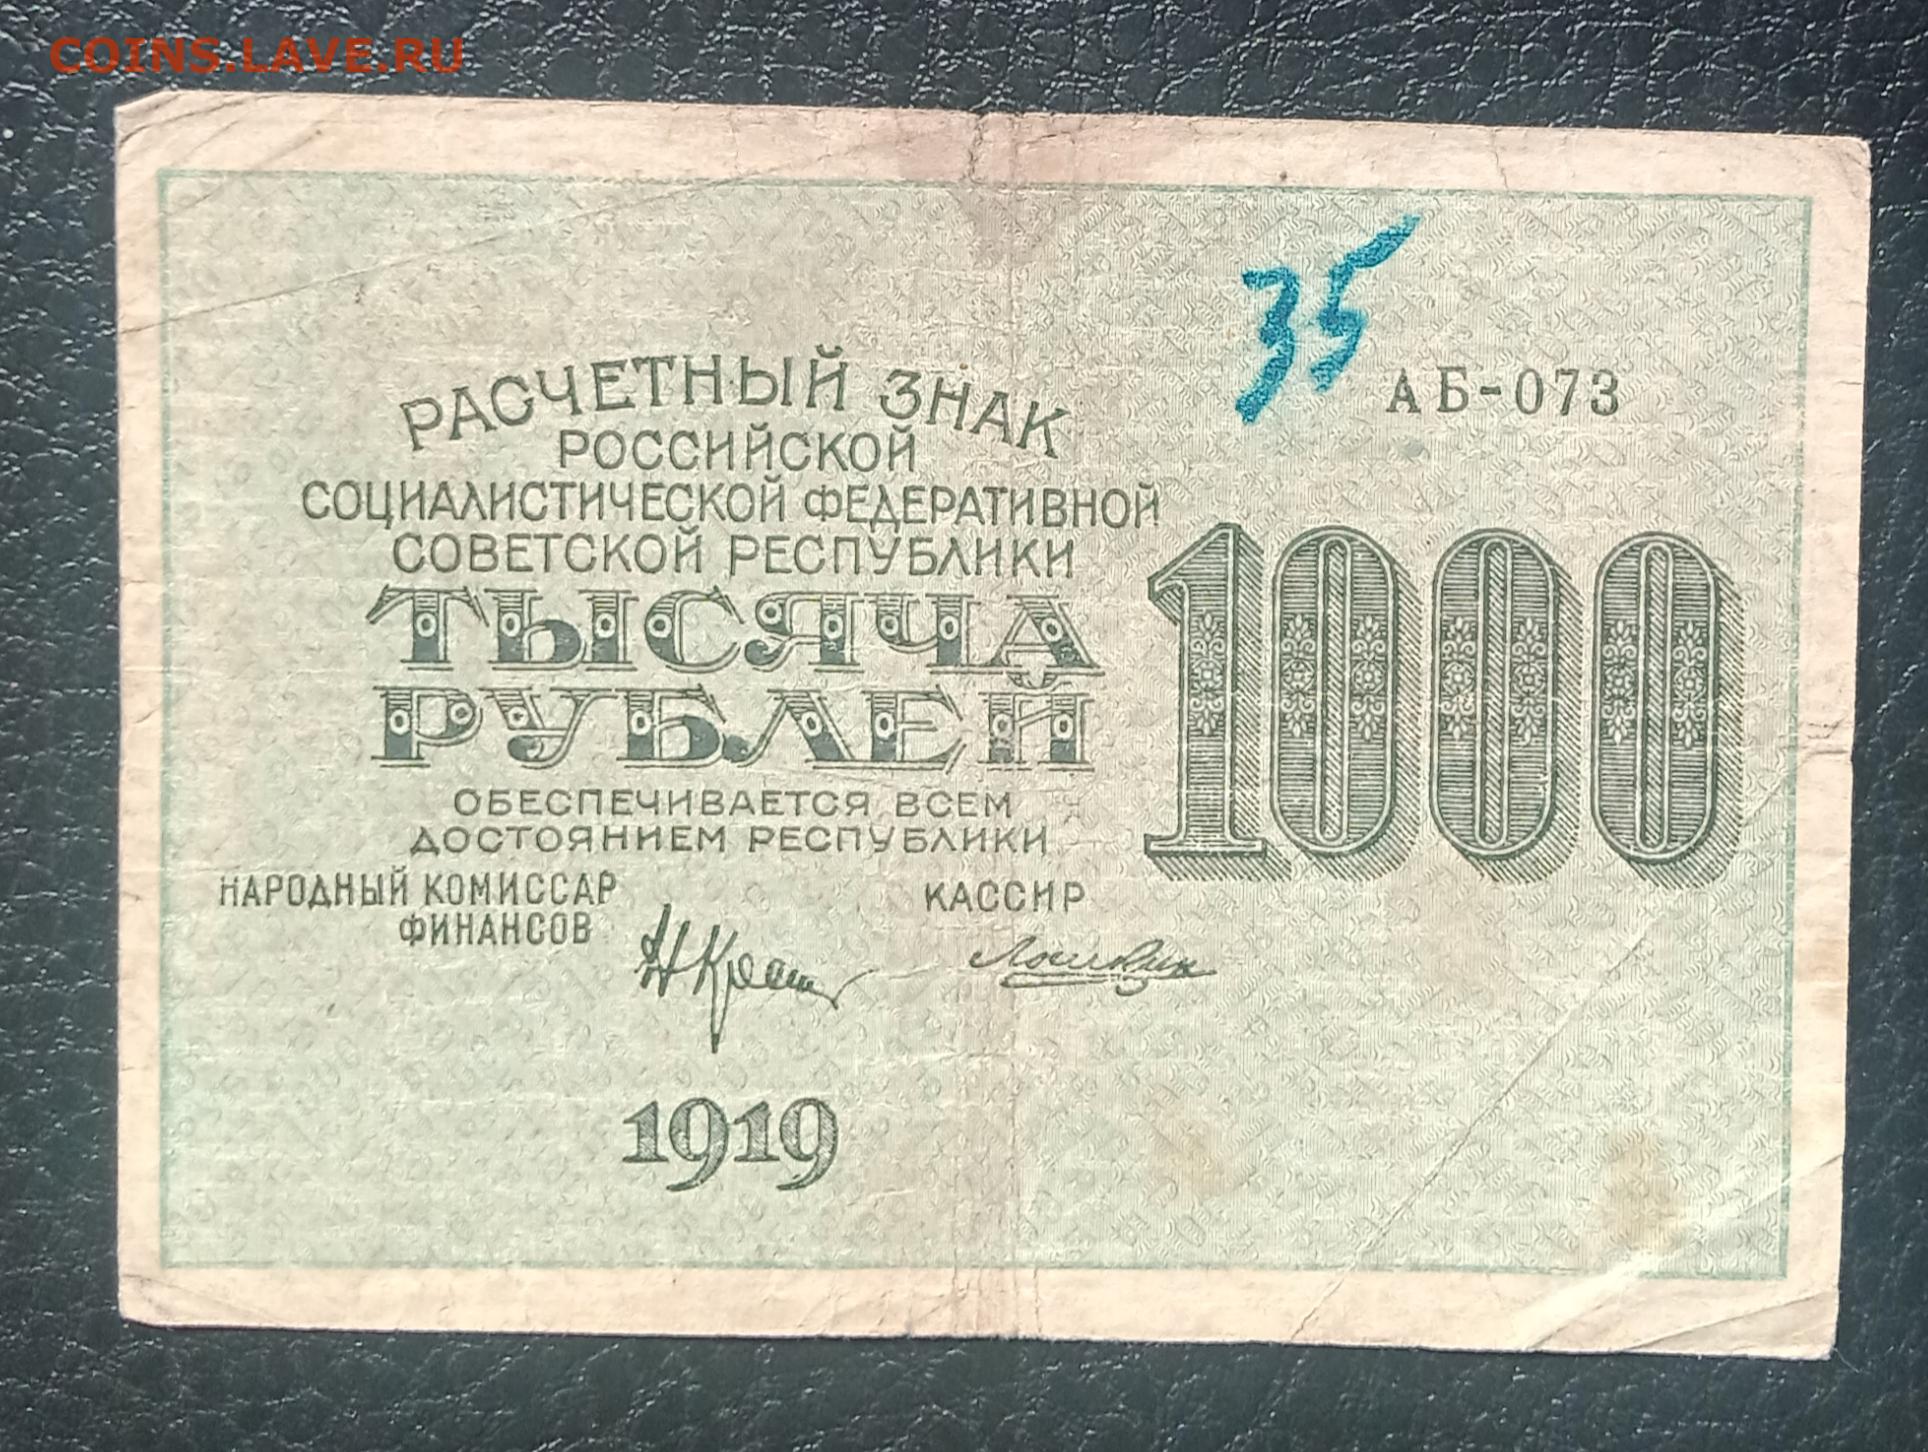 COINS.LAVE.RU
35
АБ-073
РАСЧЕТНЫЙ ЗНАК
РОССИЙСКОЙ
СОЦИАЛИСТИЧЕСКОЙ ФЕДЕРАТИВНОЙ
СОВЕТСКОЙ РЕСПУБЛИКИ
ТЫСЯЧА
РУБЛЕЙ
1000
ОБЕСПЕЧИВАЕТСЯ ВСЕМ
ДОСТОЯНИЕМ РЕСПУБЛИКИ
НАРОДНЫЙ КОМИССАР
ФИНАНСОВ
КАССИР
1919